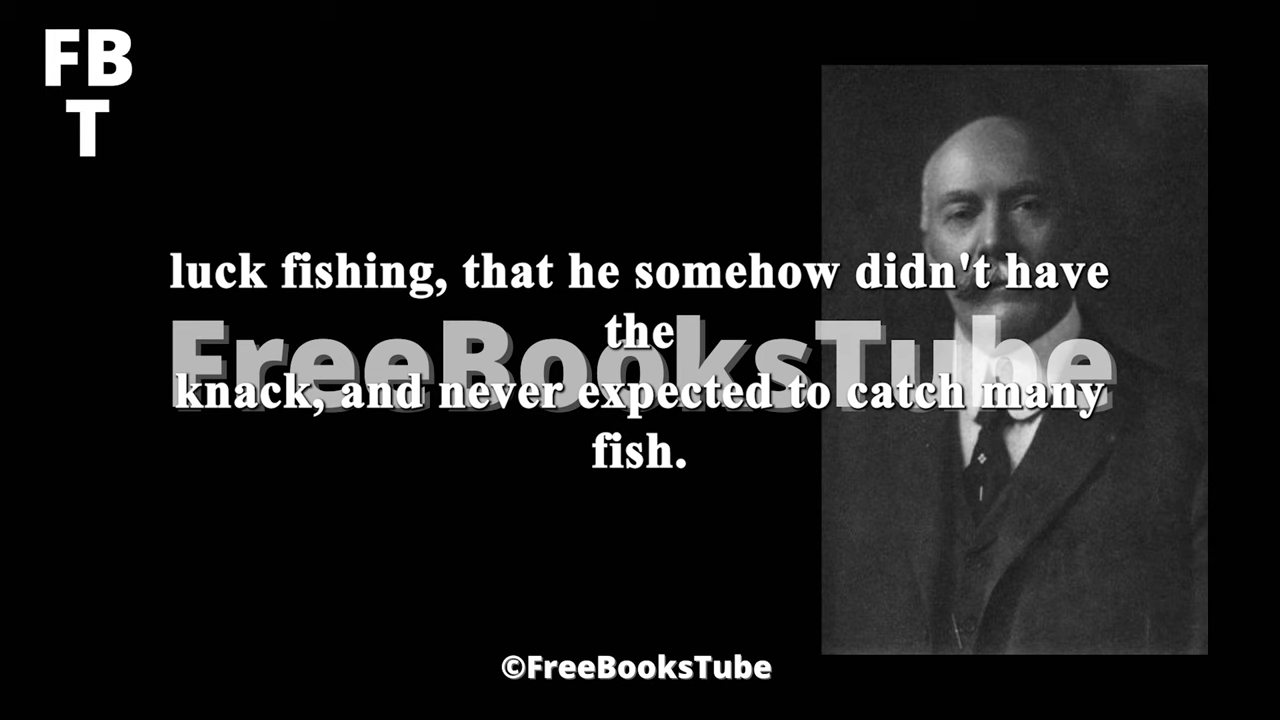 FB
T
luck fishing, that he somehow didn't have
the
FreeBooksTube
knack, and never expected to catch many
fish.
©FreeBooksTube